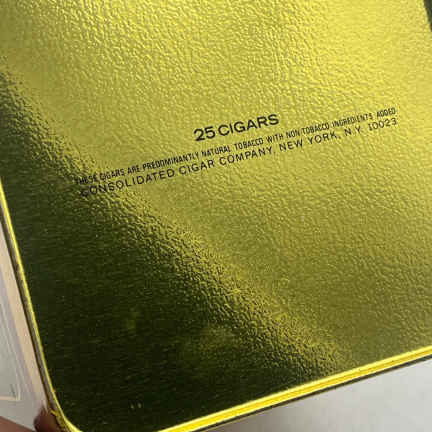 25 CIGARS
THESE CIGARS ARE PREDOMINANTLY NATURAL TOBACCO WITH NON-TOBACCO INGREDIENTS ADDED
CONSOLIDATED CIGAR COMPANY, NEW YORK, N.Y. 10023